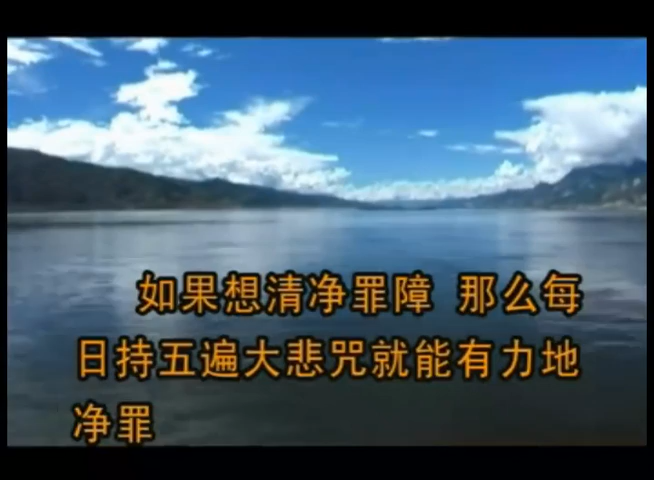 如果想清净罪障 那么每
日持五遍大悲咒就能有力地
净罪